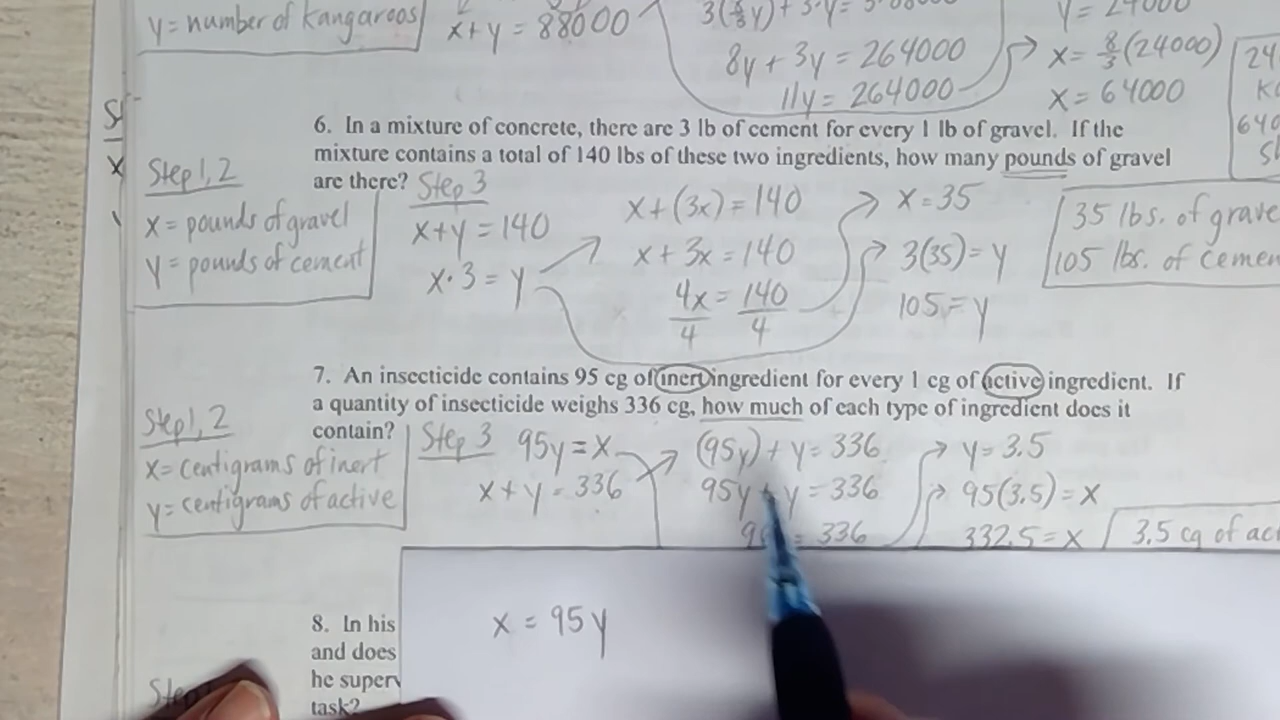 y = number of kangaroos
x + y = 88000
8y + 3y = 264000
11y = 264000
y = 24000
x = 8/3 (24000)
x = 64000
6. In a mixture of concrete, there are 3 lb of cement for every 1 lb of gravel. If the
mixture contains a total of 140 lbs of these two ingredients, how many pounds of gravel
are there?
Step 1, 2
x = pounds of gravel
y = pounds of cement
Step 3
x + y = 140
x · 3 = y
x + (3x) = 140
x + 3x = 140
4x = 140
4 4
x = 35
3(35) = y
105 = y
35 lbs. of grave
105 lbs. of cemen
7. An insecticide contains 95 cg of inert ingredient for every 1 cg of active ingredient. If
a quantity of insecticide weighs 336 cg, how much of each type of ingredient does it
contain?
Step 1, 2
x = centigrams of inert
y = centigrams of active
Step 3
95y = x
x + y = 336
(95y) + y = 336
95y + y = 336
= 336
y = 3.5
95(3.5) = x
332.5 = x
3.5 cg of ac
x = 95y
8. In his
and does
he superv
task?